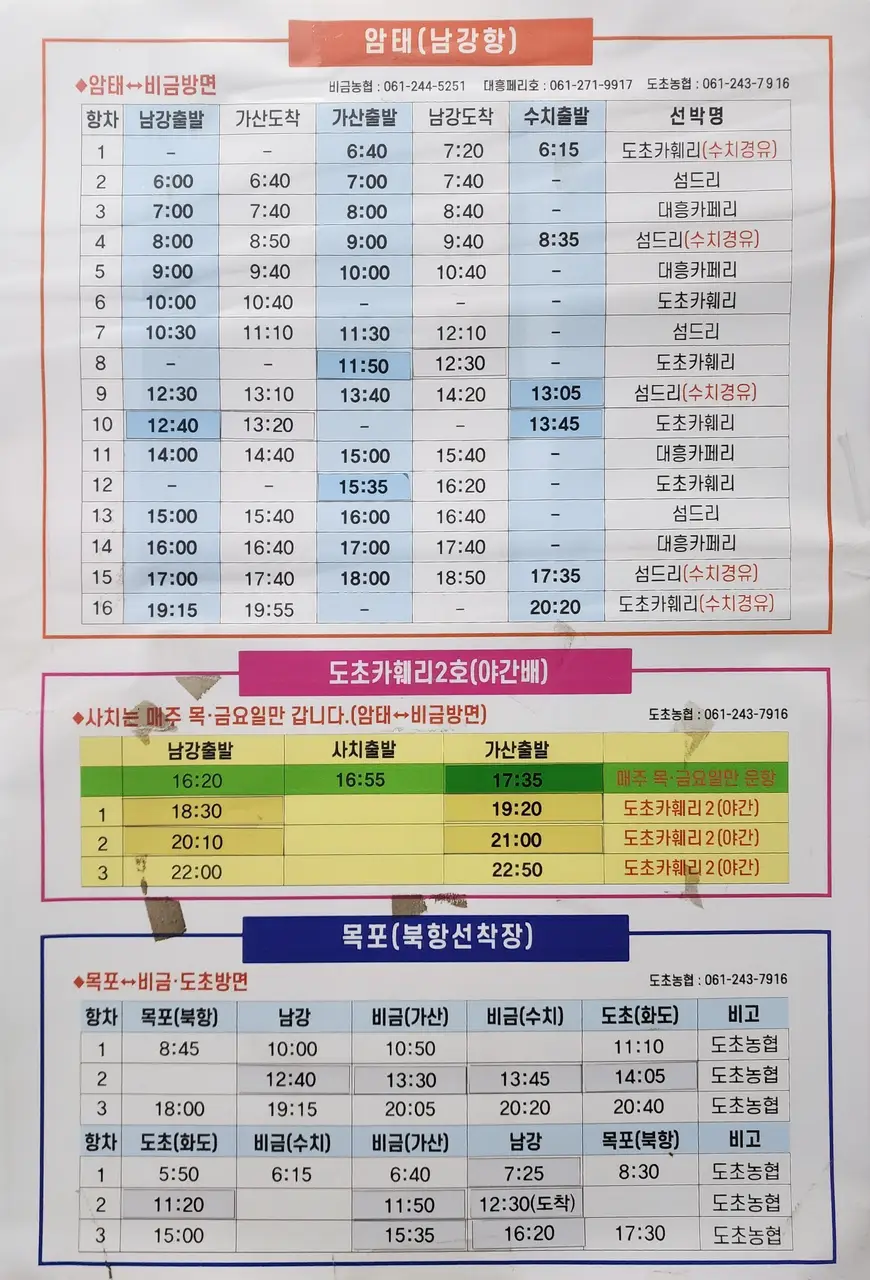 암태(남강항)
◆암태↔비금방면 비금농협 : 061-244-5251 대흥페리호 : 061-271-9917 도초농협 : 061-243-7916
항차 남강출발 가산도착 가산출발 남강도착 수치출발 선박명
1 – – 6:40 7:20 6:15 도초카훼리(수치경유)
2 6:00 6:40 7:00 7:40 – 섬드리
3 7:00 7:40 8:00 8:40 – 대흥카페리
4 8:00 8:50 9:00 9:40 8:35 섬드리(수치경유)
5 9:00 9:40 10:00 10:40 – 대흥카페리
6 10:00 10:40 – – – 도초카훼리
7 10:30 11:10 11:30 12:10 – 섬드리
8 – – 11:50 12:30 – 도초카훼리
9 12:30 13:10 13:40 14:20 13:05 섬드리(수치경유)
10 12:40 13:20 – – 13:45 도초카훼리
11 14:00 14:40 15:00 15:40 – 대흥카페리
12 – – 15:35 16:20 – 도초카훼리
13 15:00 15:40 16:00 16:40 – 섬드리
14 16:00 16:40 17:00 17:40 – 대흥카페리
15 17:00 17:40 18:00 18:50 17:35 섬드리(수치경유)
16 19:15 19:55 – – 20:20 도초카훼리(수치경유)
도초카훼리2호(야간배)
◆사치는 매주 목·금요일만 갑니다.(암태↔비금방면) 도초농협 : 061-243-7916
남강출발 사치출발 가산출발
16:20 16:55 17:35 매주 목·금요일만 운항
1 18:30 19:20 도초카훼리2(야간)
2 20:10 21:00 도초카훼리2(야간)
3 22:00 22:50 도초카훼리2(야간)
목포(북항선착장)
◆목포↔비금·도초방면 도초농협 : 061-243-7916
항차 목포(북항) 남강 비금(가산) 비금(수치) 도초(화도) 비고
1 8:45 10:00 10:50 11:10 도초농협
2 12:40 13:30 13:45 14:05 도초농협
3 18:00 19:15 20:05 20:20 20:40 도초농협
항차 도초(화도) 비금(수치) 비금(가산) 남강 목포(북항) 비고
1 5:50 6:15 6:40 7:25 8:30 도초농협
2 11:20 11:50 12:30(도착) 도초농협
3 15:00 15:35 16:20 17:30 도초농협